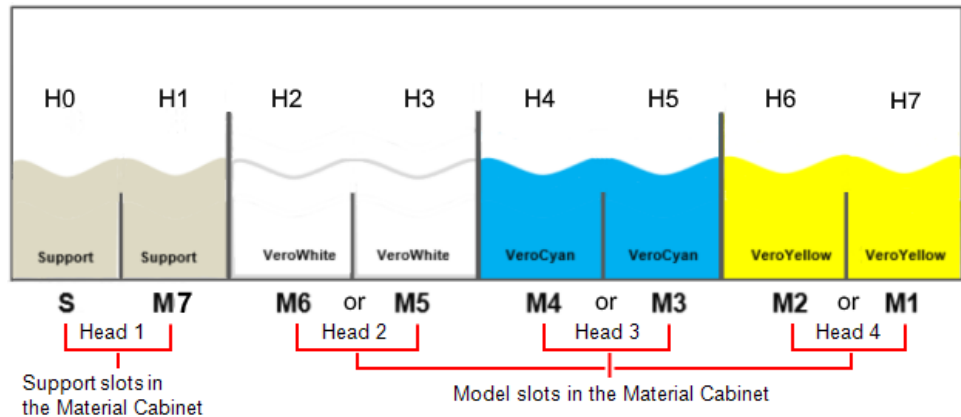 H0 H1 H2 H3 H4 H5 H6 H7
Support Support VeroWhite VeroWhite VeroCyan VeroCyan VeroYellow VeroYellow
S M7 M6 or M5 M4 or M3 M2 or M1
Head 1 Head 2 Head 3 Head 4
Support slots in
the Material Cabinet
Model slots in the Material Cabinet